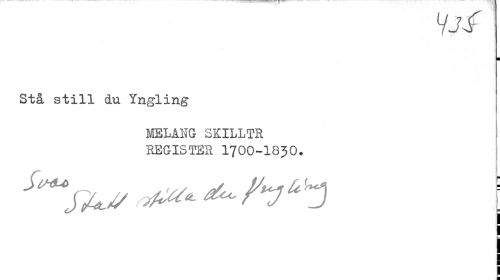 435
Stå still du Yngling
MELANG SKILLTR
REGISTER 1700-1830.
Svar
Statt stilla du Yngling